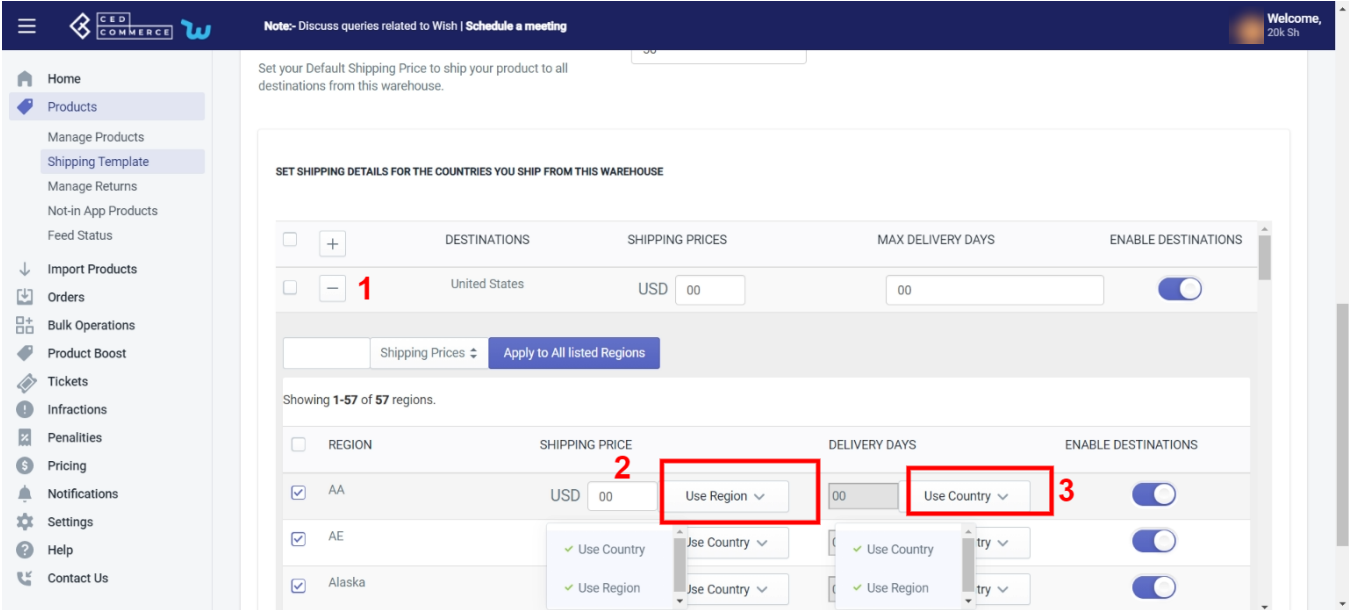 CED COMMERCE
Note:- Discuss queries related to Wish | Schedule a meeting
Welcome,
20k Sh
Home
Products
Manage Products
Shipping Template
Manage Returns
Not-in App Products
Feed Status
Import Products
Orders
Bulk Operations
Product Boost
Tickets
Infractions
Penalities
Pricing
Notifications
Settings
Help
Contact Us
Set your Default Shipping Price to ship your product to all
destinations from this warehouse.
SET SHIPPING DETAILS FOR THE COUNTRIES YOU SHIP FROM THIS WAREHOUSE
+ DESTINATIONS SHIPPING PRICES MAX DELIVERY DAYS ENABLE DESTINATIONS
− 1 United States USD 00 00
Shipping Prices Apply to All listed Regions
Showing 1-57 of 57 regions.
REGION SHIPPING PRICE DELIVERY DAYS ENABLE DESTINATIONS
2
AA USD 00 Use Region 00 Use Country 3
AE Use Country
Use Country Use Country
Alaska Use Country
Use Region Use Region